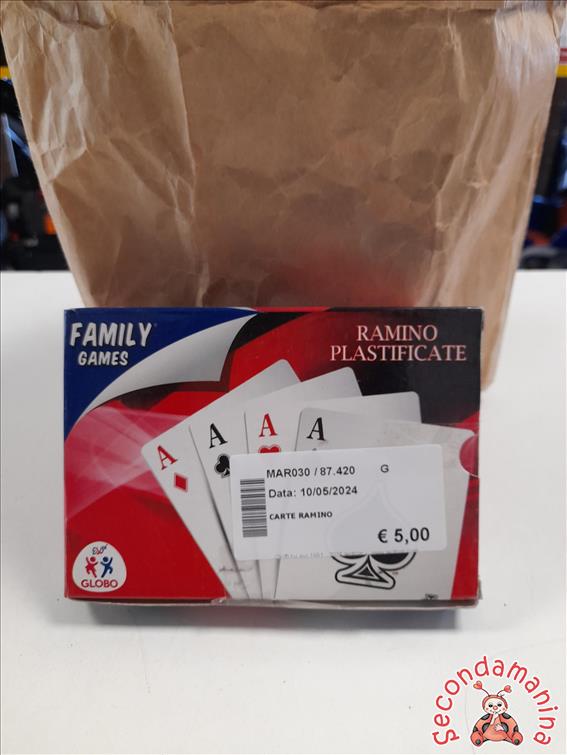 FAMILY
GAMES
RAMINO
PLASTIFICATE
A A A A
MAR030 / 87.420 G
Data: 10/05/2024
CARTE RAMINO
€ 5,00
GLOBO
Secondamanina